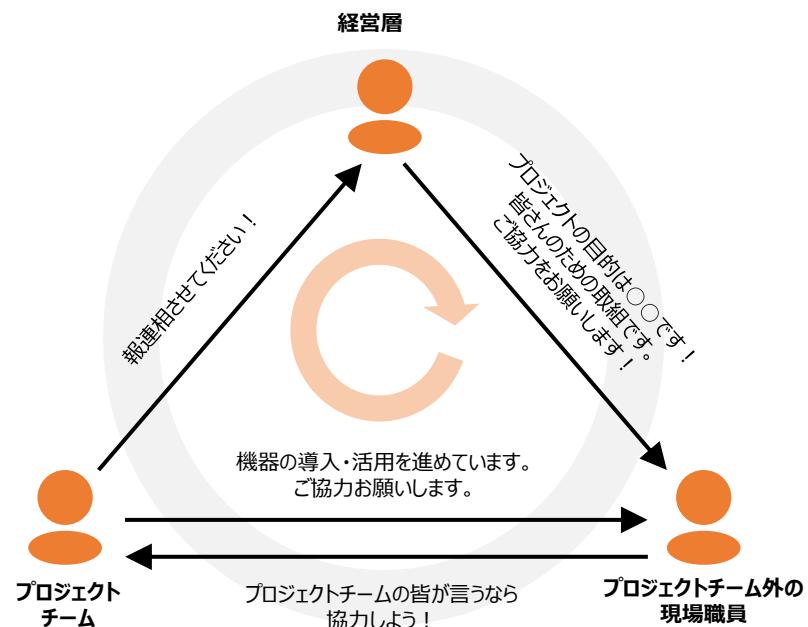 経営層
報連相させてください！
プロジェクトの目的は○○です！
皆さんのための取組です。
ご協力をお願いします！
機器の導入・活用を進めています。
ご協力お願いします。
プロジェクト
チーム
プロジェクトチームの皆が言うなら
協力しよう！
プロジェクトチーム外の
現場職員